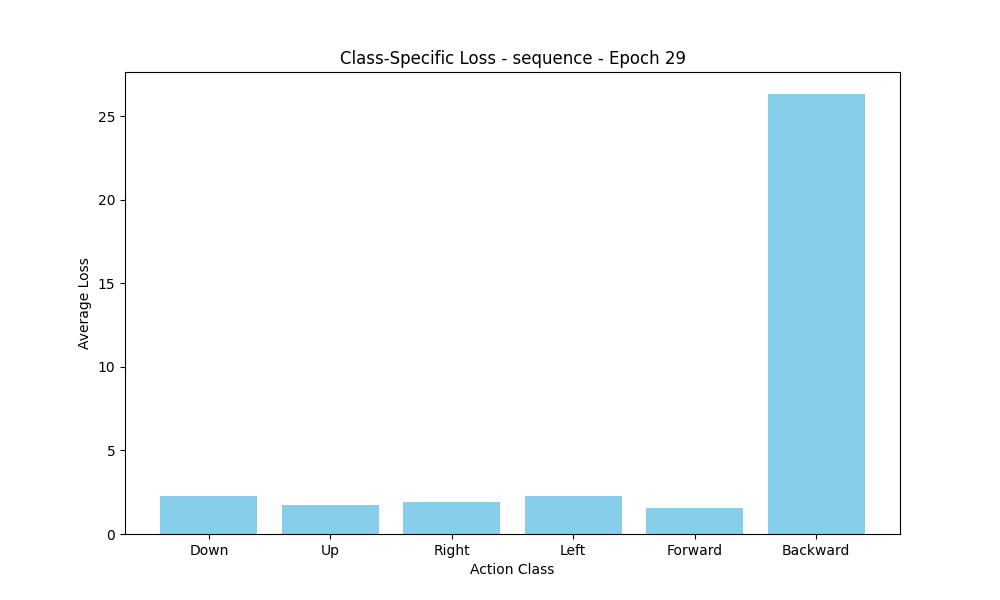 Class-Specific Loss - sequence - Epoch 29
Average Loss
25
20
15
10
5
0
Down Up Right Left Forward Backward
Action Class